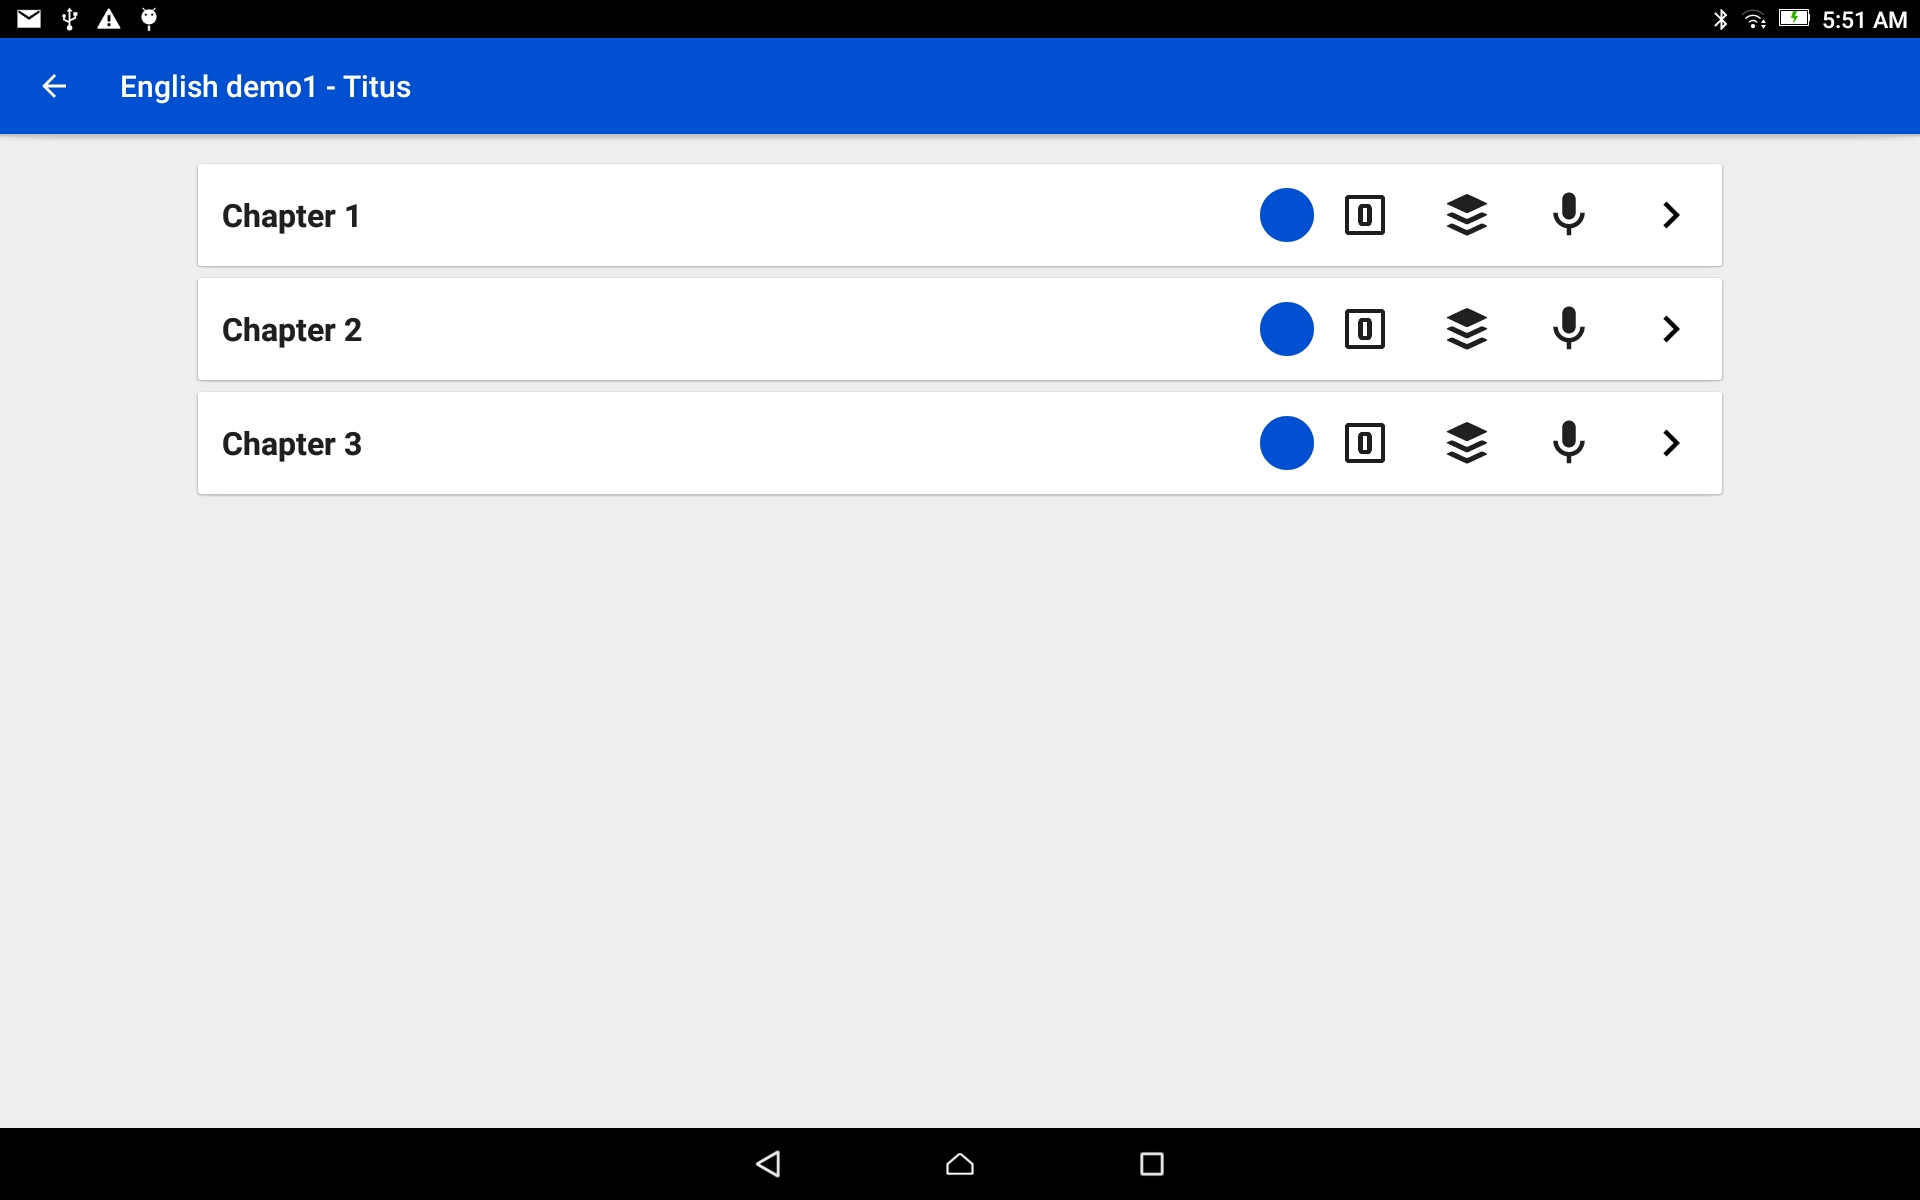 5:51 AM
English demo1 - Titus
Chapter 1
0
Chapter 2
0
Chapter 3
0